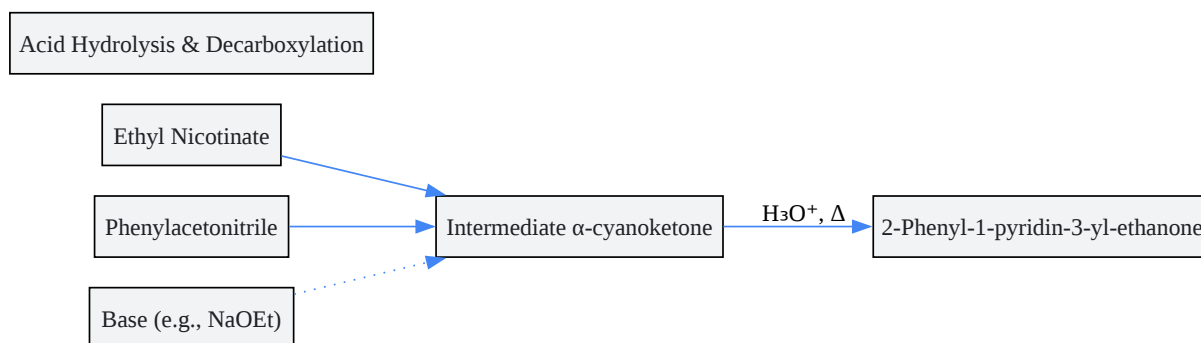 Acid Hydrolysis & Decarboxylation
Ethyl Nicotinate
Phenylacetonitrile
Base (e.g., NaOEt)
Intermediate α-cyanoketone
H₃O⁺, Δ
2-Phenyl-1-pyridin-3-yl-ethanone